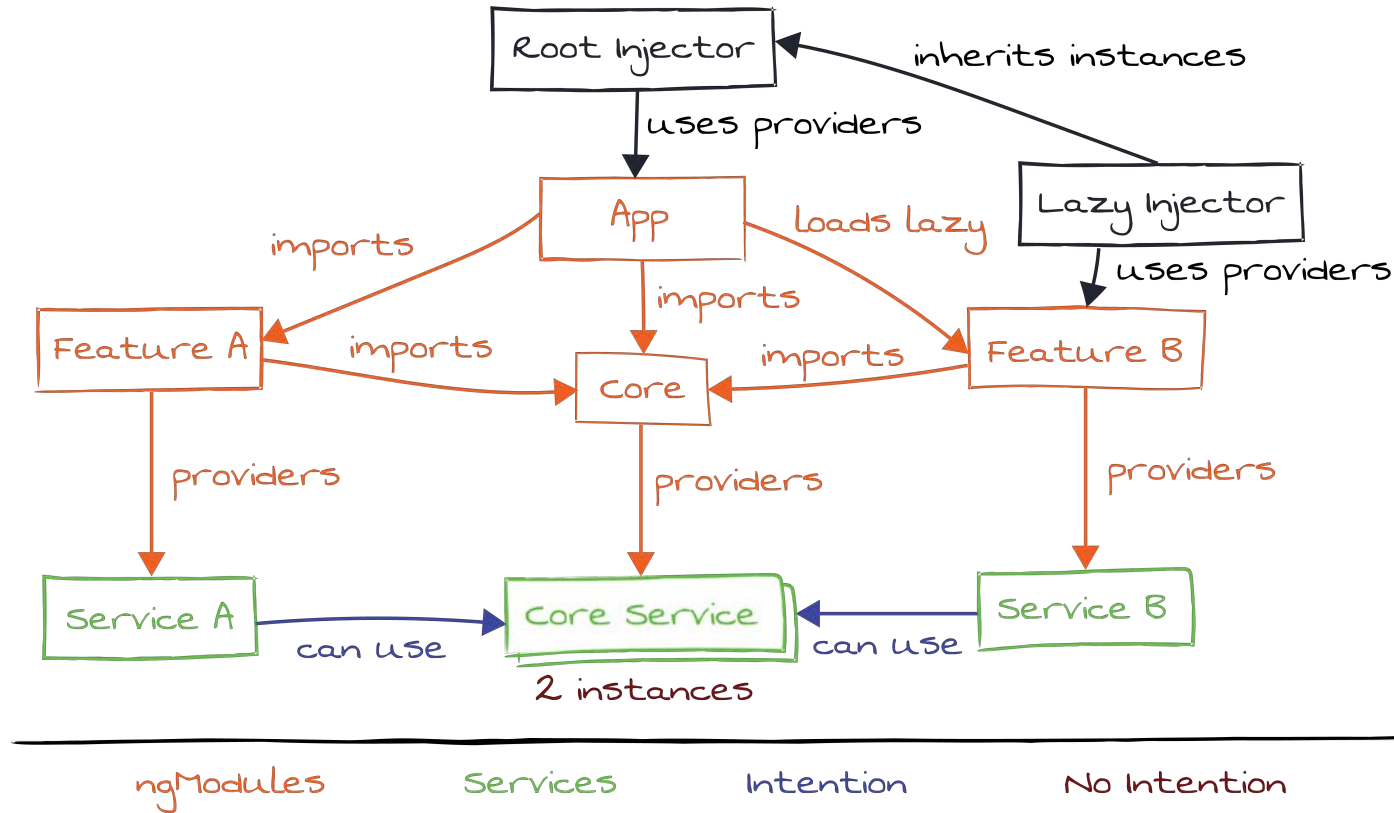 Root Injector
inherits instances
uses providers
Lazy Injector
App
Loads lazy
imports
uses providers
imports
Feature A
imports
imports
Feature B
Core
providers
providers
providers
Service A
Core Service
Service B
can use
can use
2 instances
ngModules
Services
Intention
No Intention